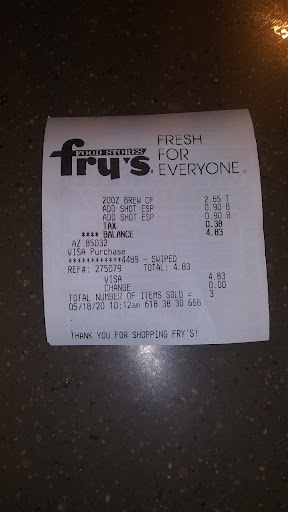 FOOD STORES
fry's.
FRESH
FOR
EVERYONE
20OZ BREW CF 2.65 T
ADD SHOT ESP 0.90 B
ADD SHOT ESP 0.90 B
TAX 0.38
**** BALANCE 4.83
AZ 85032
VISA Purchase
************4489 - SWIPED
REF#: 275079 TOTAL: 4.83
VISA 4.83
CHANGE 0.00
TOTAL NUMBER OF ITEMS SOLD = 3
05/18/20 10:12am 618 38 30 668
.
THANK YOU FOR SHOPPING FRY'S!